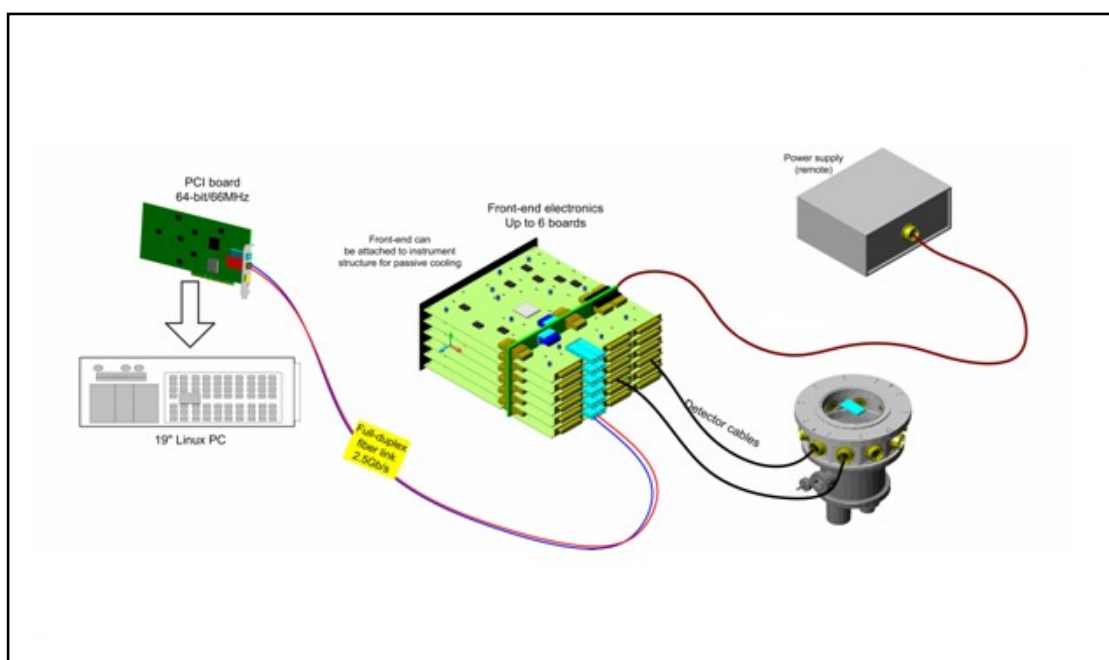 PCI board
64-bit/66MHz
19" Linux PC
Full-duplex
fiber link
2.5Gb/s
Front-end can
be attached to instrument
structure for passive cooling
Front-end electronics
Up to 6 boards
Power supply
(remote)
Detector cables